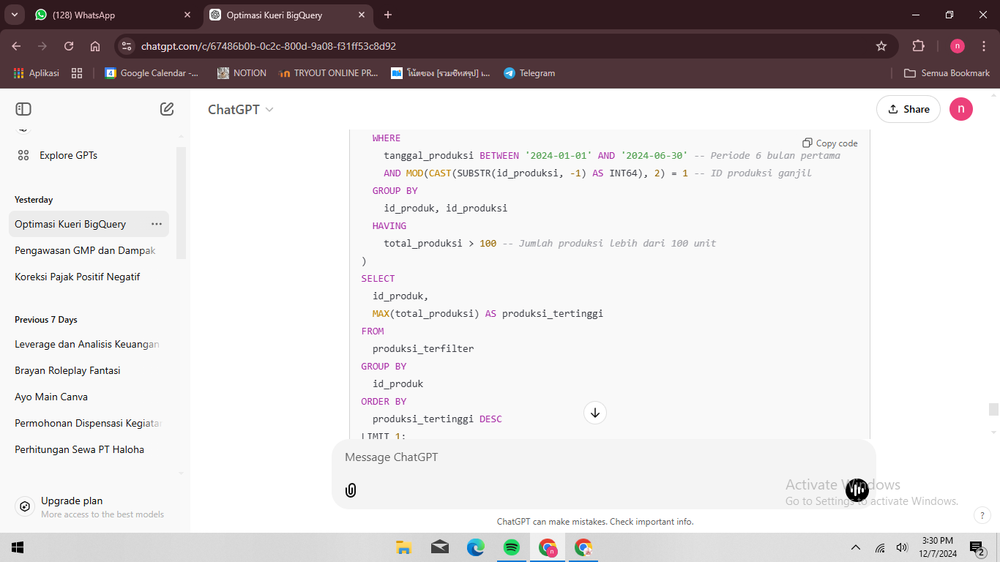 (128) WhatsApp
Optimasi Kueri BigQuery
chatgpt.com/c/67486b0b-0c2c-800d-9a08-f31ff53c8d92
n
Aplikasi
4
Google Calendar -...
NOTION
TRYOUT ONLINE PR...
โน้ตของ [รวมชีทสรุป] เ...
Telegram
Semua Bookmark
ChatGPT
Share
n
Explore GPTs
Yesterday
Optimasi Kueri BigQuery
Pengawasan GMP dan Dampak
Koreksi Pajak Positif Negatif
Previous 7 Days
Leverage dan Analisis Keuangan
Brayan Roleplay Fantasi
Ayo Main Canva
Permohonan Dispensasi Kegiatan
Perhitungan Sewa PT Haloha
Upgrade plan
More access to the best models
Copy code
WHERE
tanggal_produksi BETWEEN '2024-01-01' AND '2024-06-30' -- Periode 6 bulan pertama
AND MOD(CAST(SUBSTR(id_produksi, -1) AS INT64), 2) = 1 -- ID produksi ganjil
GROUP BY
id_produk, id_produksi
HAVING
total_produksi > 100 -- Jumlah produksi lebih dari 100 unit
)
SELECT
id_produk,
MAX(total_produksi) AS produksi_tertinggi
FROM
produksi_terfilter
GROUP BY
id_produk
ORDER BY
produksi_tertinggi DESC
LIMIT 1;
Message ChatGPT
Activate Windows
Go to Settings to activate Windows.
ChatGPT can make mistakes. Check important info.
?
n
3:30 PM
12/7/2024
2